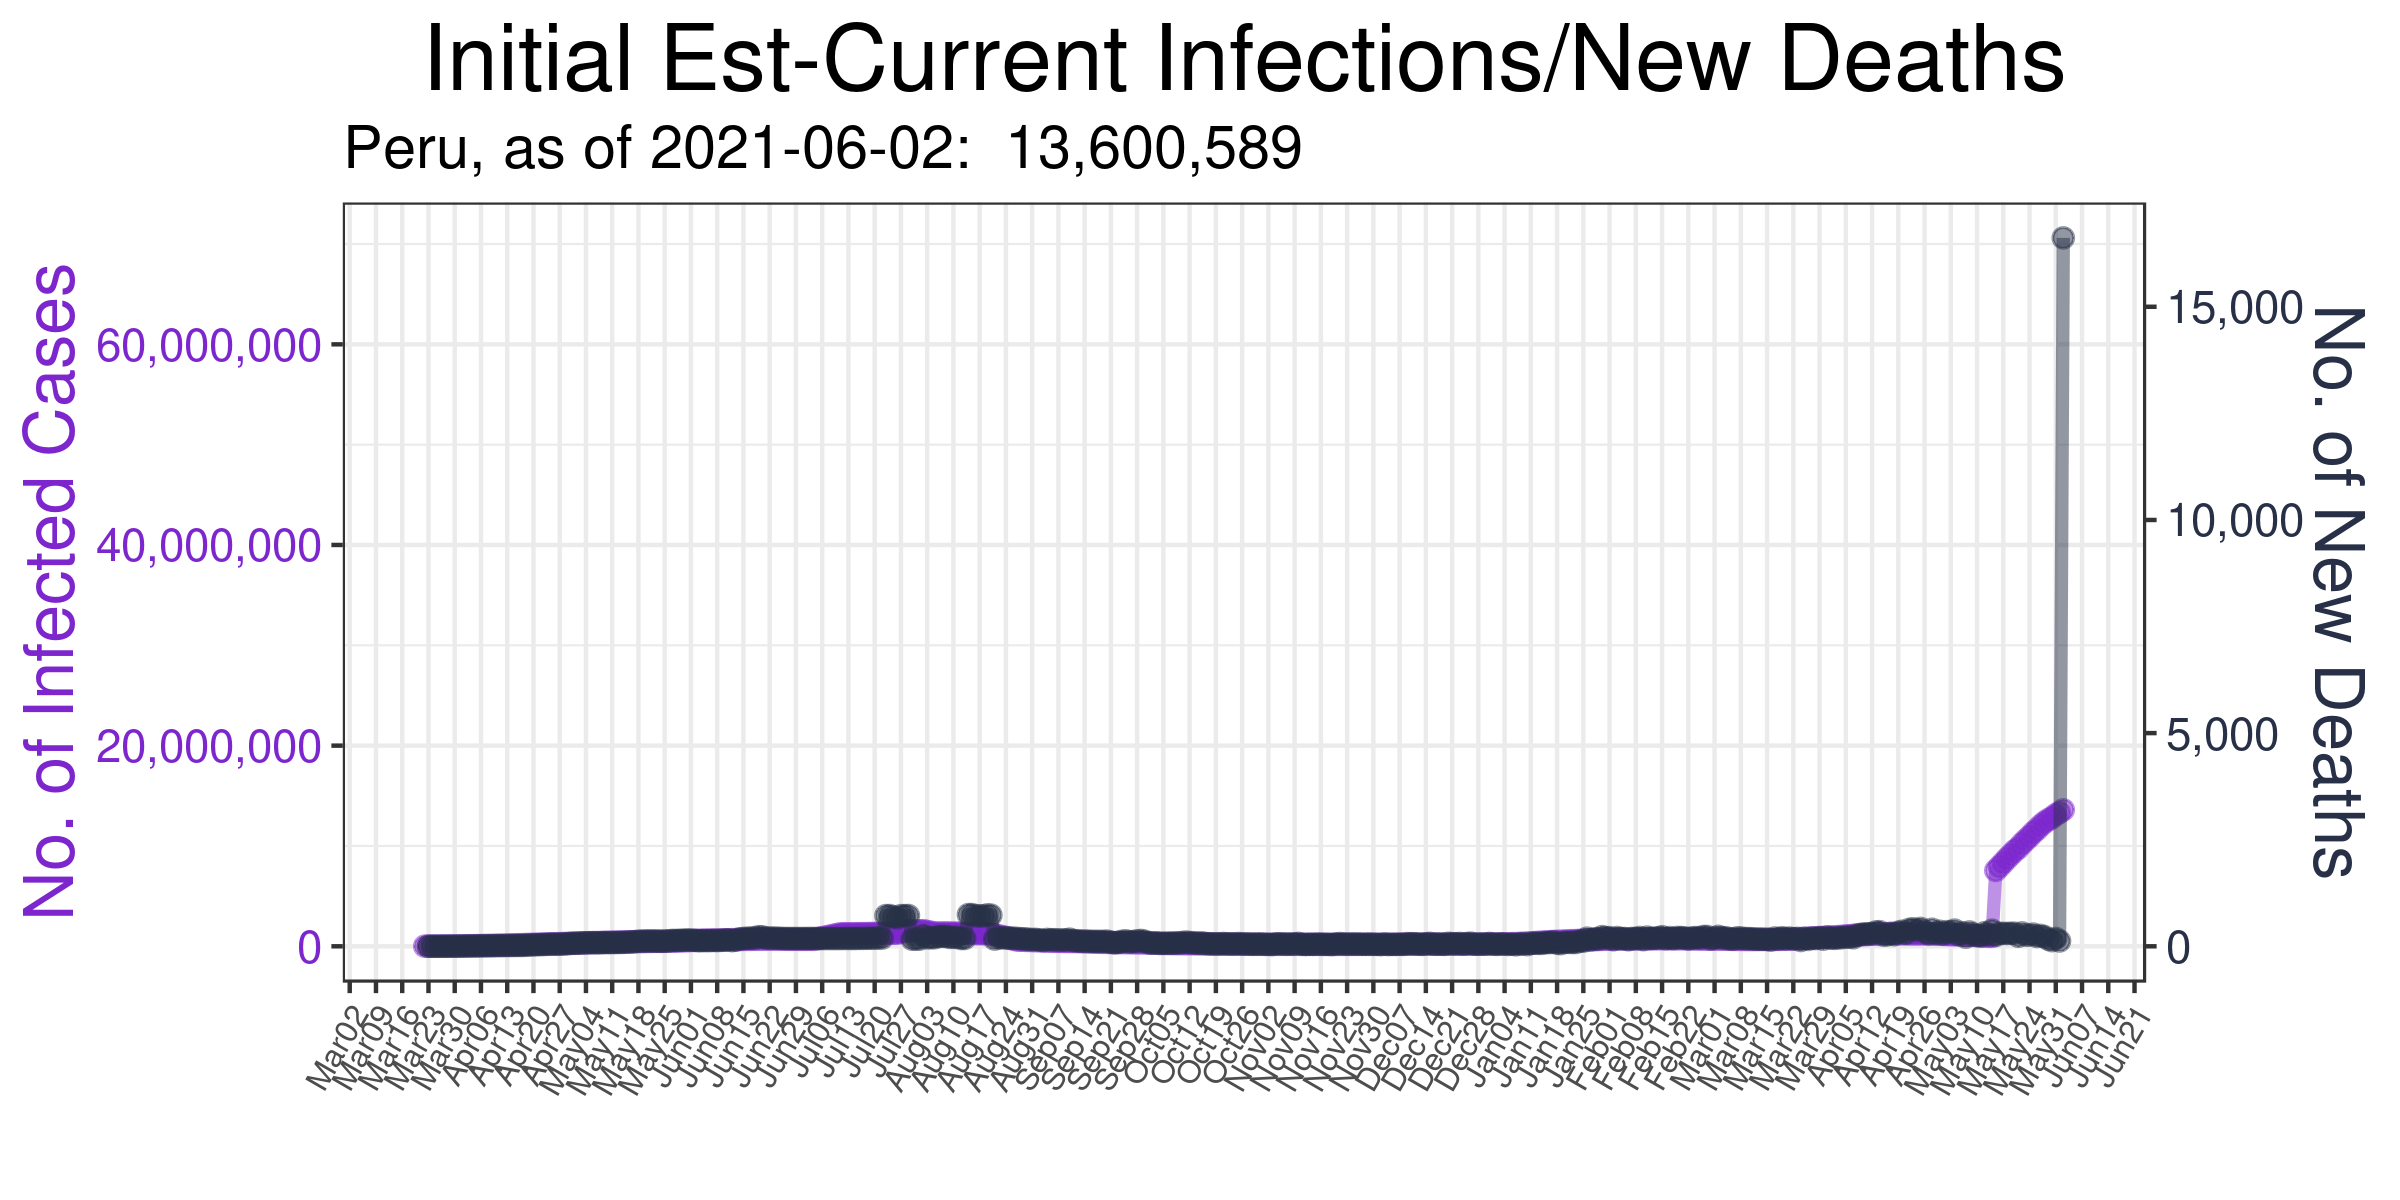 Initial Est-Current Infections/New Deaths
Peru, as of 2021-06-02:  13,600,589
No. of Infected Cases
60,000,000
40,000,000
20,000,000
0
15,000
10,000
5,000
0
No. of New Deaths
Mar02
Mar09
Mar16
Mar23
Mar30
Apr06
Apr13
Apr20
Apr27
May04
May11
May18
May25
Jun01
Jun08
Jun15
Jun22
Jun29
Jul06
Jul13
Jul20
Jul27
Aug03
Aug10
Aug17
Aug24
Aug31
Sep07
Sep14
Sep21
Sep28
Oct05
Oct12
Oct19
Oct26
Nov02
Nov09
Nov16
Nov23
Nov30
Dec07
Dec14
Dec21
Dec28
Jan04
Jan11
Jan18
Jan25
Feb01
Feb08
Feb15
Feb22
Mar01
Mar08
Mar15
Mar22
Mar29
Apr05
Apr12
Apr19
Apr26
May03
May10
May17
May24
May31
Jun07
Jun14
Jun21